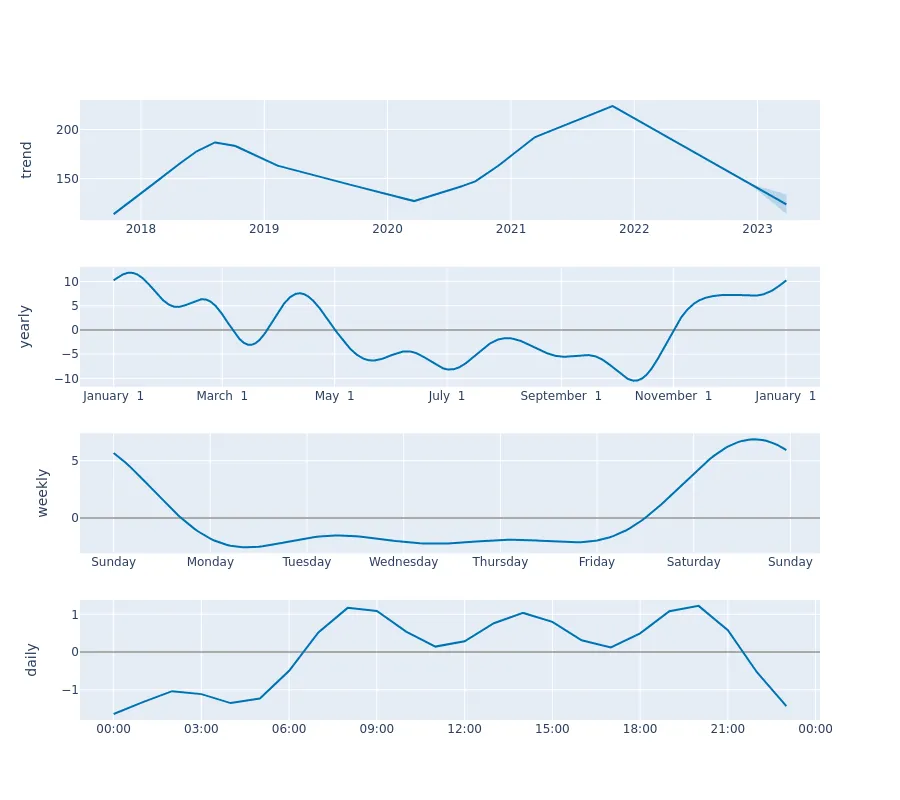 trend
200
150
2018 2019 2020 2021 2022 2023
yearly
10
5
0
−5
−10
January 1 March 1 May 1 July 1 September 1 November 1 January 1
weekly
5
0
Sunday Monday Tuesday Wednesday Thursday Friday Saturday Sunday
daily
1
0
−1
00:00 03:00 06:00 09:00 12:00 15:00 18:00 21:00 00:00